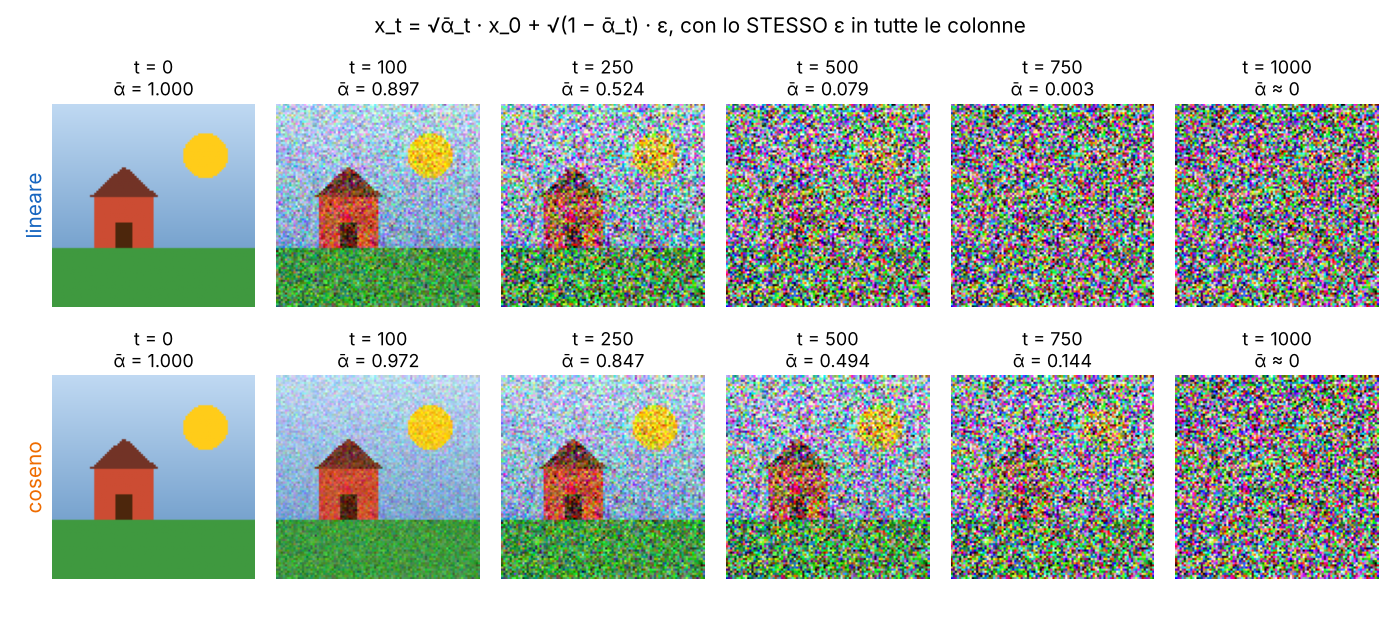 x_t = √ᾱ_t · x_0 + √(1 − ᾱ_t) · ε, con lo STESSO ε in tutte le colonne
t = 0
ᾱ = 1.000
t = 100
ᾱ = 0.897
t = 250
ᾱ = 0.524
t = 500
ᾱ = 0.079
t = 750
ᾱ = 0.003
t = 1000
ᾱ ≈ 0
lineare
t = 0
ᾱ = 1.000
t = 100
ᾱ = 0.972
t = 250
ᾱ = 0.847
t = 500
ᾱ = 0.494
t = 750
ᾱ = 0.144
t = 1000
ᾱ ≈ 0
coseno